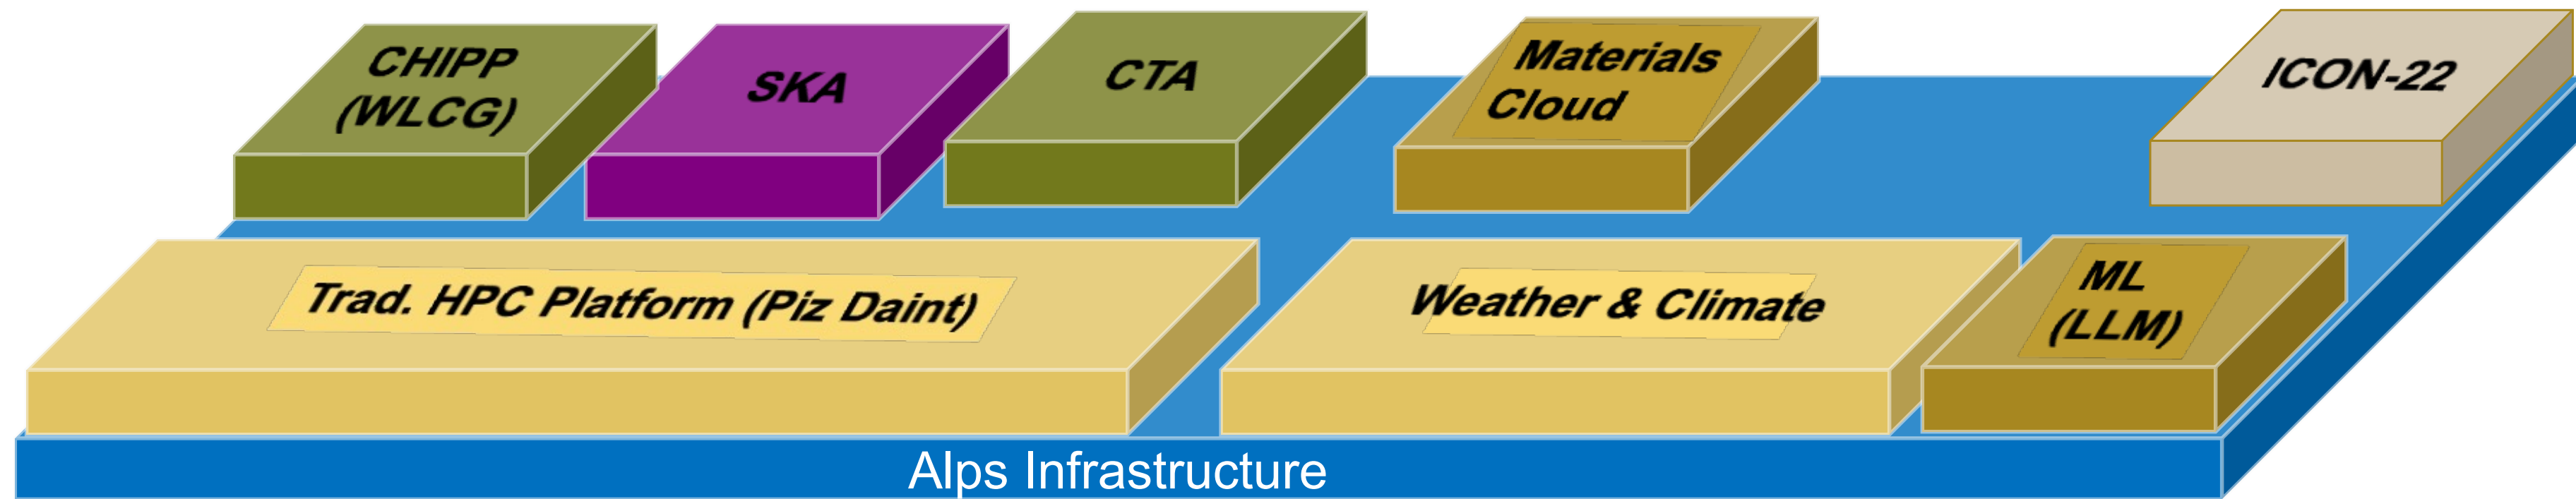 CHIPP
(WLCG)
SKA
CTA
Materials
Cloud
ICON-22
Trad. HPC Platform (Piz Daint)
Weather & Climate
ML
(LLM)
Alps Infrastructure